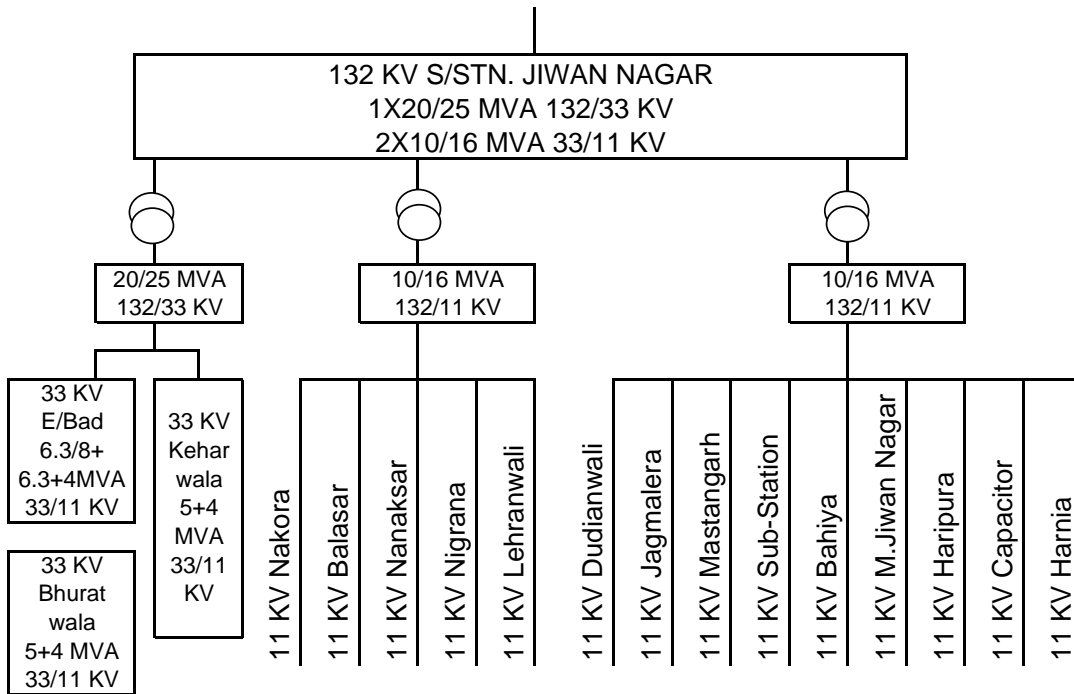 132 KV S/STN. JIWAN NAGAR
1X20/25 MVA 132/33 KV
2X10/16 MVA 33/11 KV
20/25 MVA
132/33 KV
10/16 MVA
132/11 KV
10/16 MVA
132/11 KV
33 KV
E/Bad
6.3/8+
6.3+4MVA
33/11 KV
33 KV
Kehar
wala
5+4
MVA
33/11
KV
33 KV
Bhurat
wala
5+4 MVA
33/11 KV
11 KV Nakora
11 KV Balasar
11 KV Nanaksar
11 KV Nigrana
11 KV Lehranwali
11 KV Dudianwali
11 KV Jagmalera
11 KV Mastangarh
11 KV Sub-Station
11 KV Bahiya
11 KV M.Jiwan Nagar
11 KV Haripura
11 KV Capacitor
11 KV Harnia